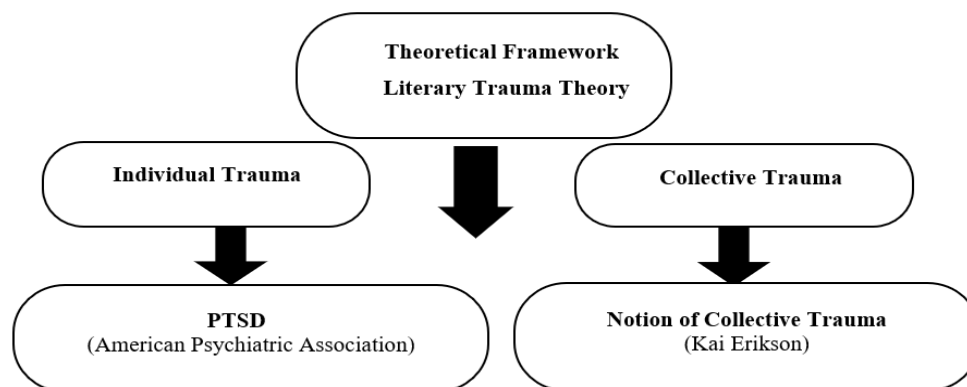 Theoretical Framework
Literary Trauma Theory
Individual Trauma
Collective Trauma
PTSD
(American Psychiatric Association)
Notion of Collective Trauma
(Kai Erikson)